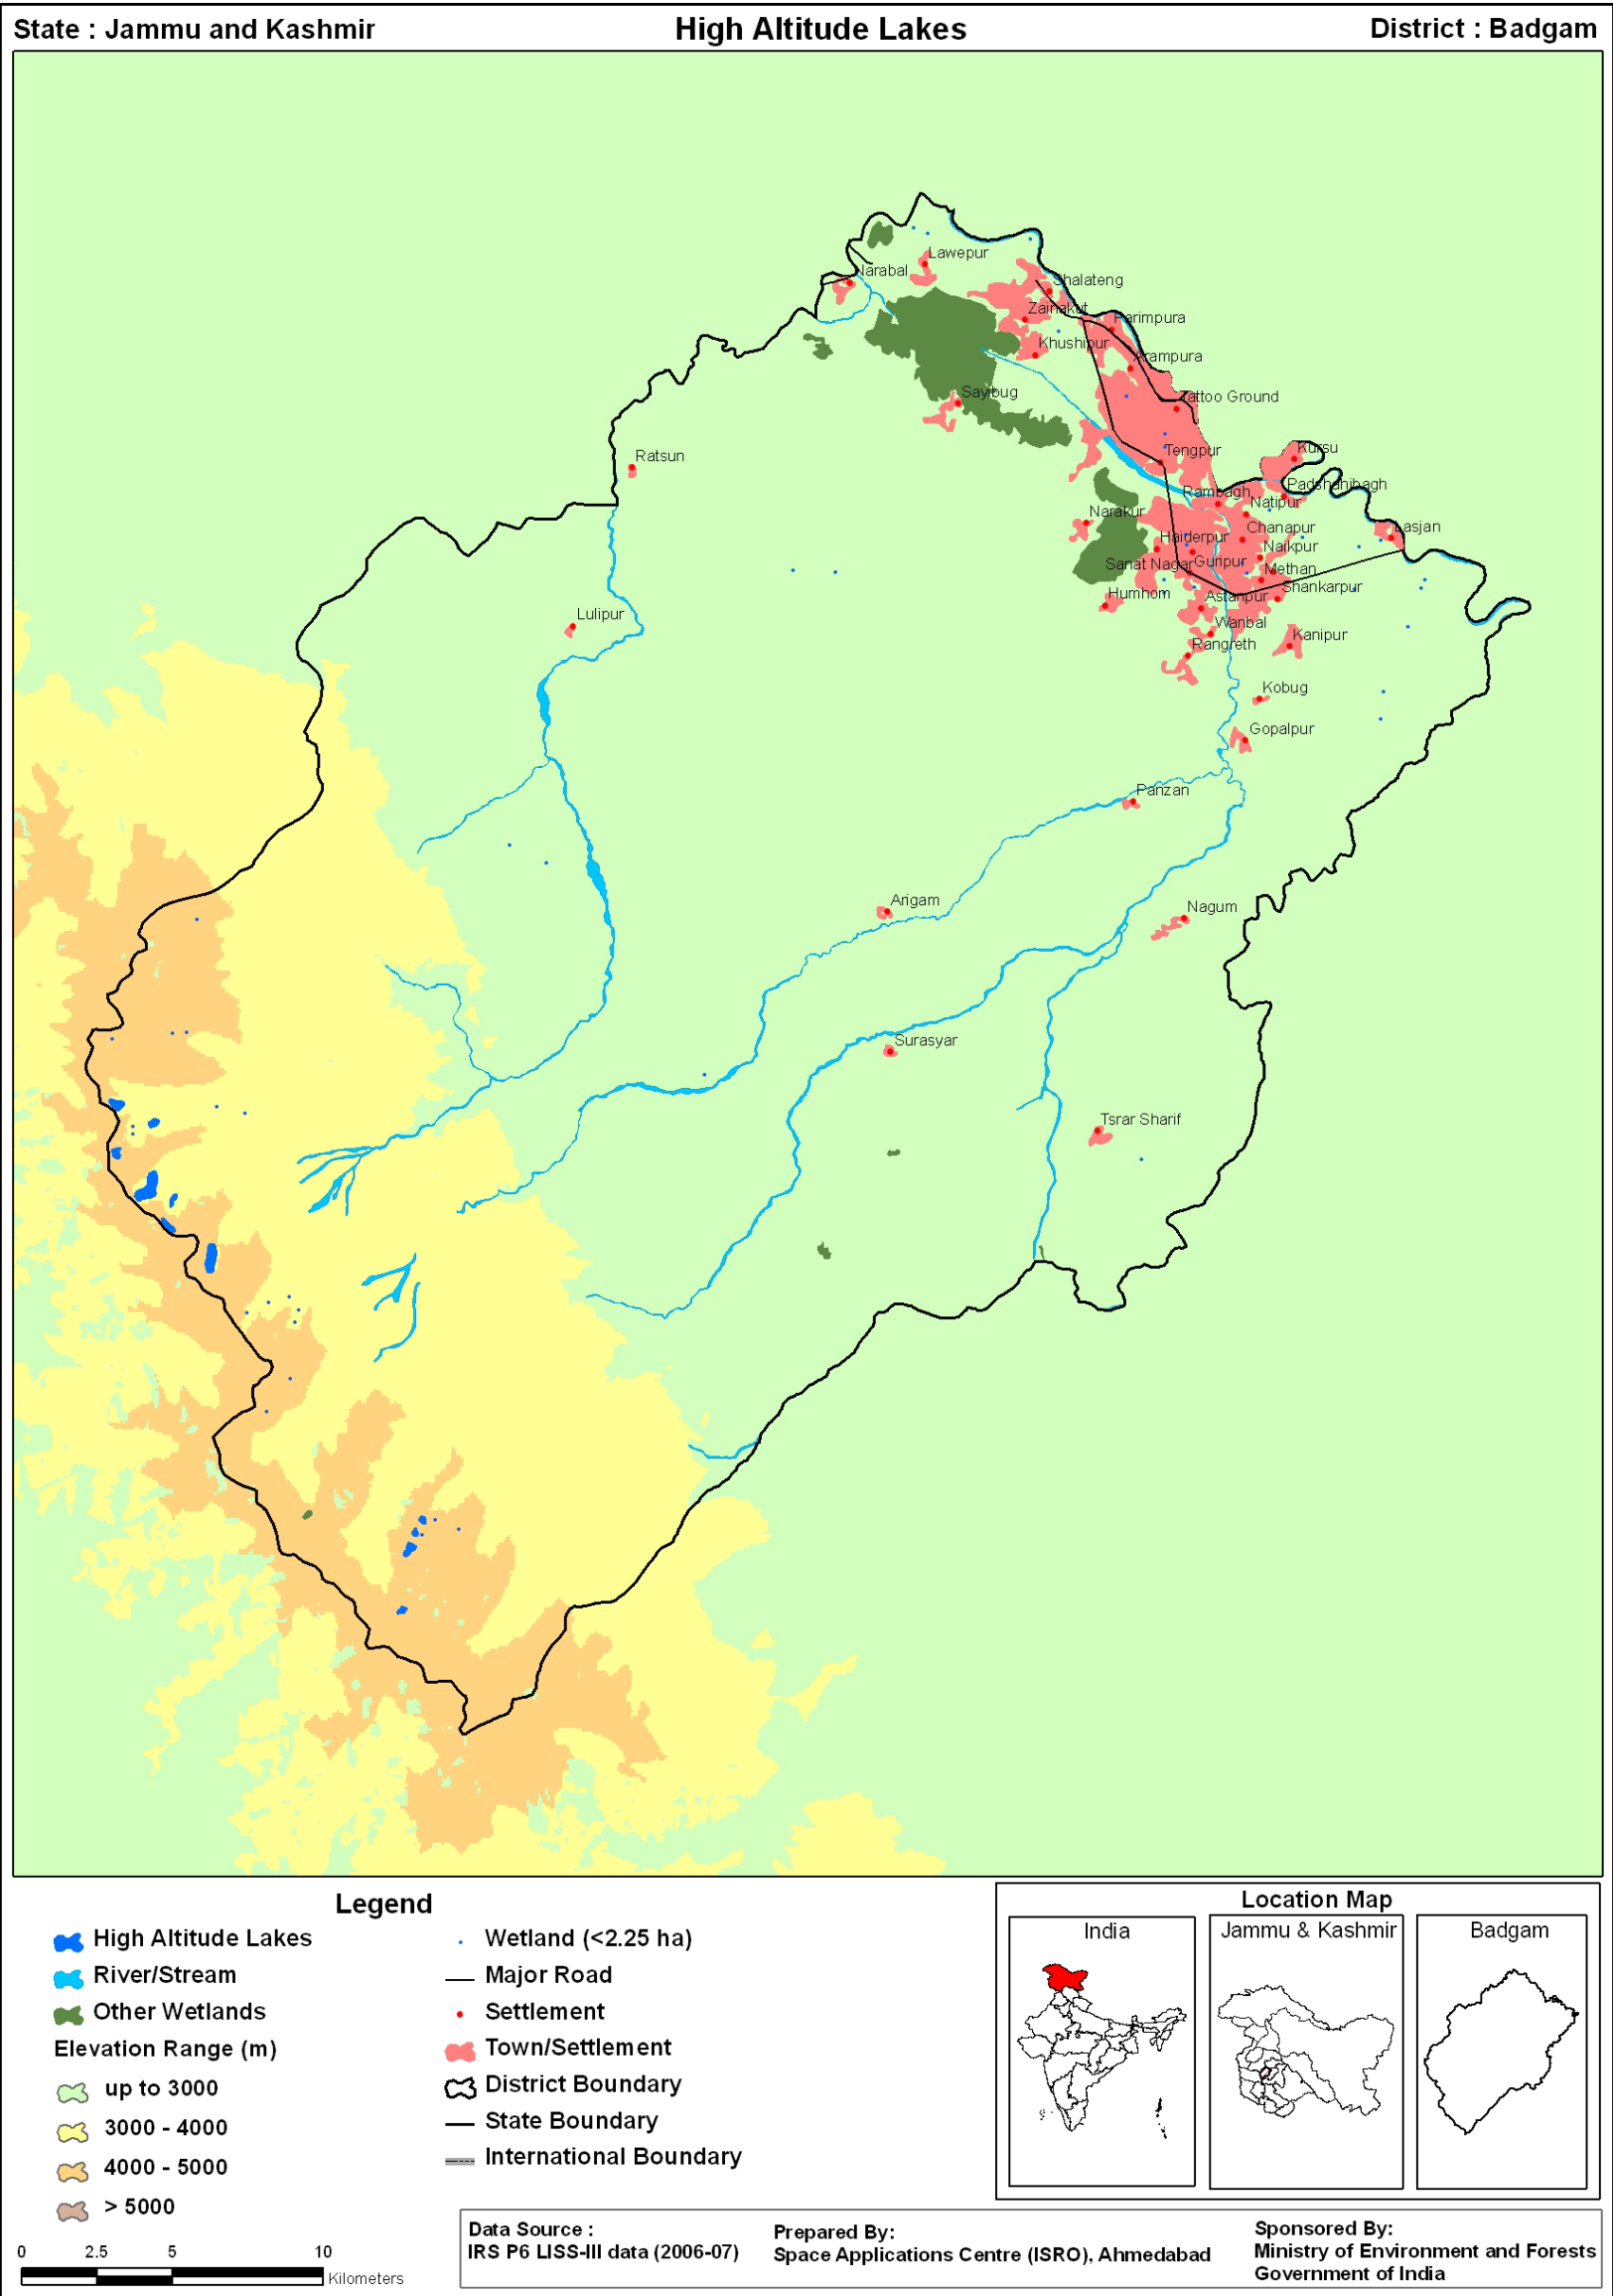 State : Jammu and Kashmir
High Altitude Lakes
District : Badgam
Lawepur
Narabal
Shalateng
Zainakut
Parimpura
Khushipur
Arampura
Sayibug
Tattoo Ground
Ratsun
Tengpur
Kursu
Padshahibagh
Rambagh
Natipur
Narakur
Chanapur
Lasjan
Haiderpur
Naikpur
Sanat Nagar
Guripur
Methan
Shankarpur
Humhom
Astanpur
Lulipur
Wanbal
Kanipur
Rangreth
Kobug
Gopalpur
Panzan
Arigam
Nagum
Surasyar
Tsrar Sharif
Legend
High Altitude Lakes
River/Stream
Other Wetlands
Elevation Range (m)
up to 3000
3000 - 4000
4000 - 5000
> 5000
Wetland (<2.25 ha)
Major Road
Settlement
Town/Settlement
District Boundary
State Boundary
International Boundary
0 2.5 5 10
Kilometers
Location Map
India
Jammu & Kashmir
Badgam
Data Source :
IRS P6 LISS-III data (2006-07)
Prepared By:
Space Applications Centre (ISRO), Ahmedabad
Sponsored By:
Ministry of Environment and Forests
Government of India